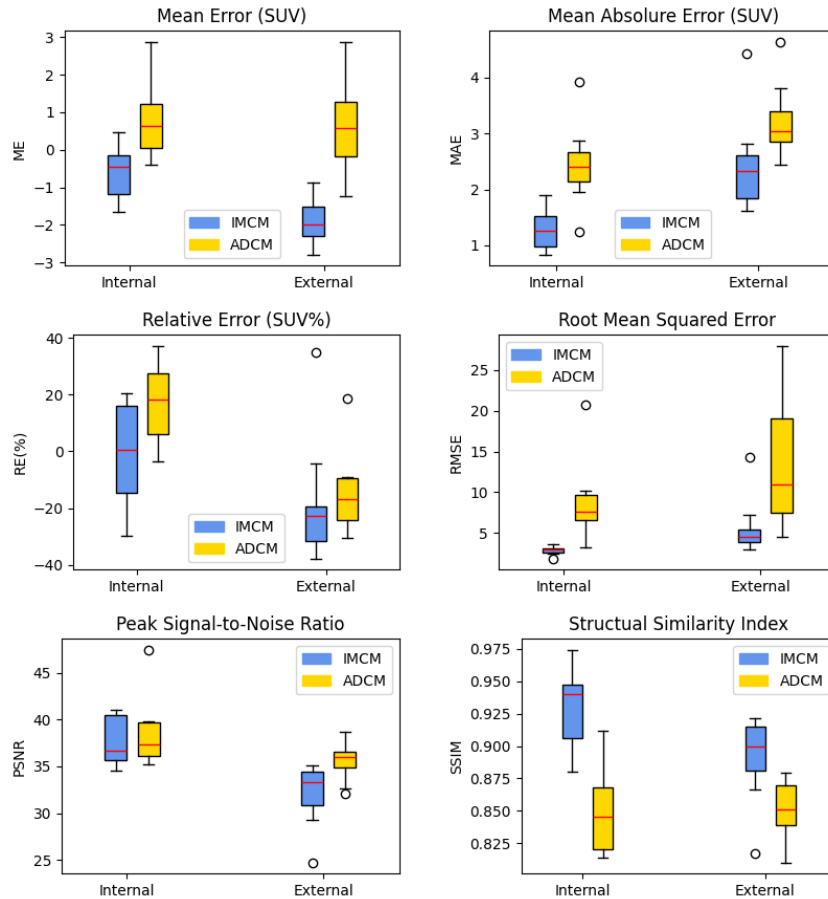 Mean Error (SUV)
3
2
1
0
−1
−2
−3
ME
IMCM
ADCM
Internal
External
Mean Absolure Error (SUV)
4
3
2
1
MAE
IMCM
ADCM
Internal
External
Relative Error (SUV%)
40
20
0
−20
−40
RE(%)
IMCM
ADCM
Internal
External
Root Mean Squared Error
25
20
15
10
5
RMSE
IMCM
ADCM
Internal
External
Peak Signal-to-Noise Ratio
45
40
35
30
25
PSNR
IMCM
ADCM
Internal
External
Structual Similarity Index
0.975
0.950
0.925
0.900
0.875
0.850
0.825
SSIM
IMCM
ADCM
Internal
External